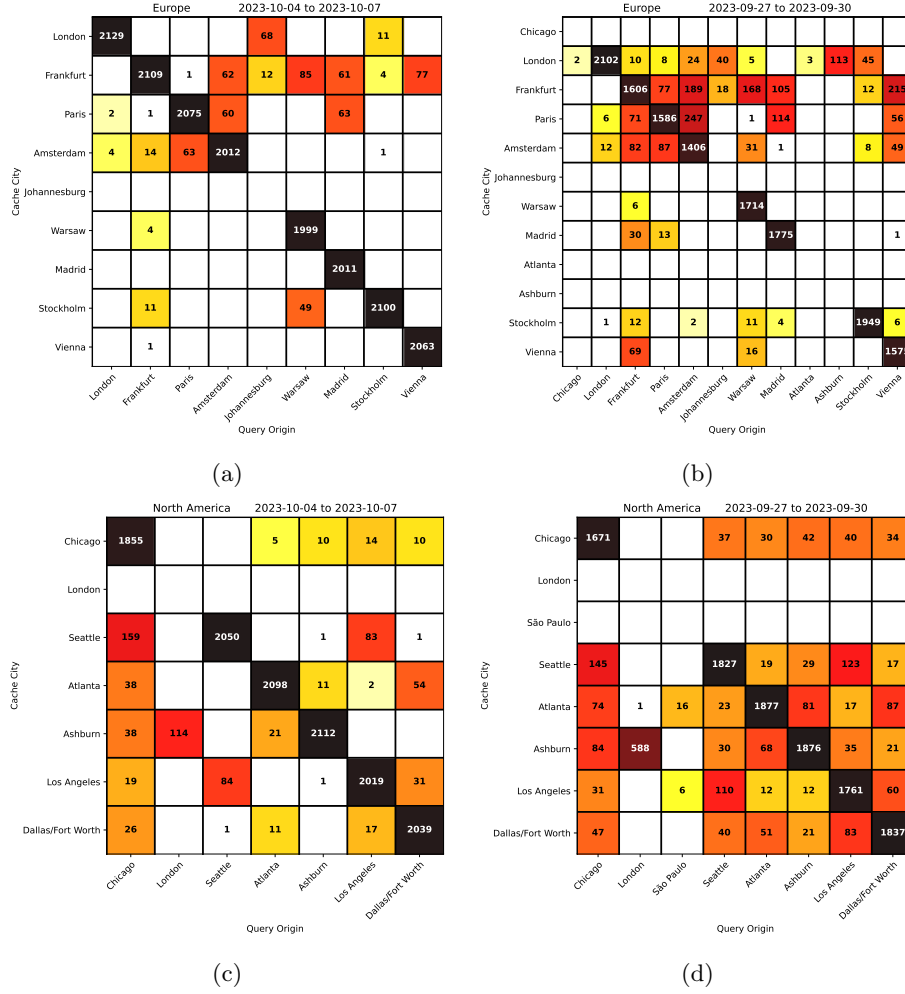 Europe 2023-10-04 to 2023-10-07
London 2129 68 11
Frankfurt 2109 1 62 12 85 61 4 77
Paris 2 1 2075 60 63
Amsterdam 4 14 63 2012 1
Johannesburg
Warsaw 4 1999
Madrid 2011
Stockholm 11 49 2100
Vienna 1 2063
Cache City
London Frankfurt Paris Amsterdam Johannesburg Warsaw Madrid Stockholm Vienna
Query Origin
(a)
Europe 2023-09-27 to 2023-09-30
Chicago
London 2 2102 10 8 24 40 5 3 113 45
Frankfurt 1606 77 189 18 168 105 12 215
Paris 6 71 1586 247 1 114 56
Amsterdam 12 82 87 1406 31 1 8 49
Johannesburg
Warsaw 6 1714
Madrid 30 13 1775 1
Atlanta
Ashburn
Stockholm 1 12 2 11 4 1949 6
Vienna 69 16 1575
Cache City
Chicago London Frankfurt Paris Amsterdam Johannesburg Warsaw Madrid Atlanta Ashburn Stockholm Vienna
Query Origin
(b)
North America 2023-10-04 to 2023-10-07
Chicago 1855 5 10 14 10
London
Seattle 159 2050 1 83 1
Atlanta 38 2098 11 2 54
Ashburn 38 114 21 2112
Los Angeles 19 84 1 2019 31
Dallas/Fort Worth 26 1 11 17 2039
Cache City
Chicago London Seattle Atlanta Ashburn Los Angeles Dallas/Fort Worth
Query Origin
(c)
North America 2023-09-27 to 2023-09-30
Chicago 1671 37 30 42 40 34
London
São Paulo
Seattle 145 1827 19 29 123 17
Atlanta 74 1 16 23 1877 81 17 87
Ashburn 84 588 30 68 1876 35 21
Los Angeles 31 6 110 12 12 1761 60
Dallas/Fort Worth 47 40 51 21 83 1837
Cache City
Chicago London São Paulo Seattle Atlanta Ashburn Los Angeles Dallas/Fort Worth
Query Origin
(d)